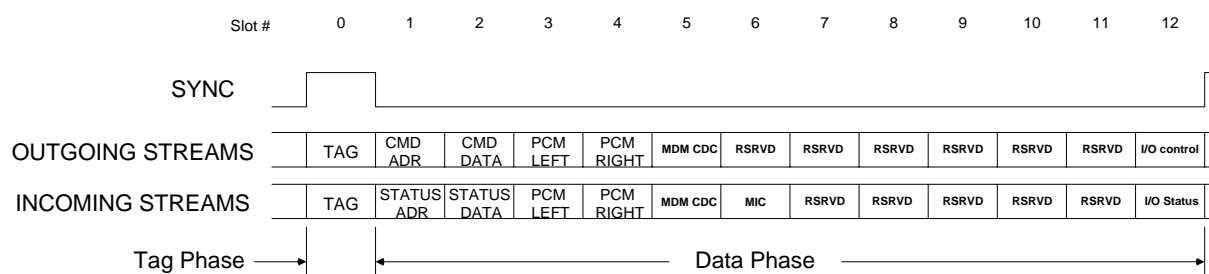 Slot # 0 1 2 3 4 5 6 7 8 9 10 11 12
SYNC
OUTGOING STREAMS TAG CMD ADR CMD DATA PCM LEFT PCM RIGHT MDM CDC RSRVD RSRVD RSRVD RSRVD RSRVD RSRVD I/O control
INCOMING STREAMS TAG STATUS ADR STATUS DATA PCM LEFT PCM RIGHT MDM CDC MIC RSRVD RSRVD RSRVD RSRVD RSRVD I/O Status
Tag Phase Data Phase